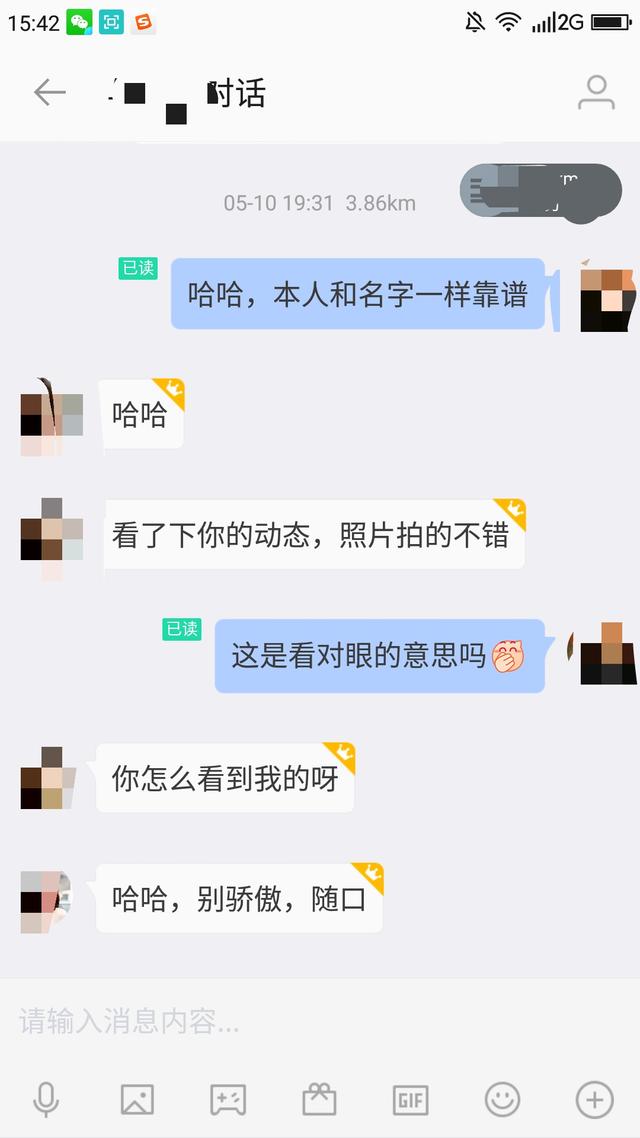 15:42
2G
对话
05-10 19:31 3.86km
已读
哈哈，本人和名字一样靠谱
哈哈
看了下你的动态，照片拍的不错
已读
这是看对眼的意思吗
你怎么看到我的呀
哈哈，别骄傲，随口
请输入消息内容...
GIF